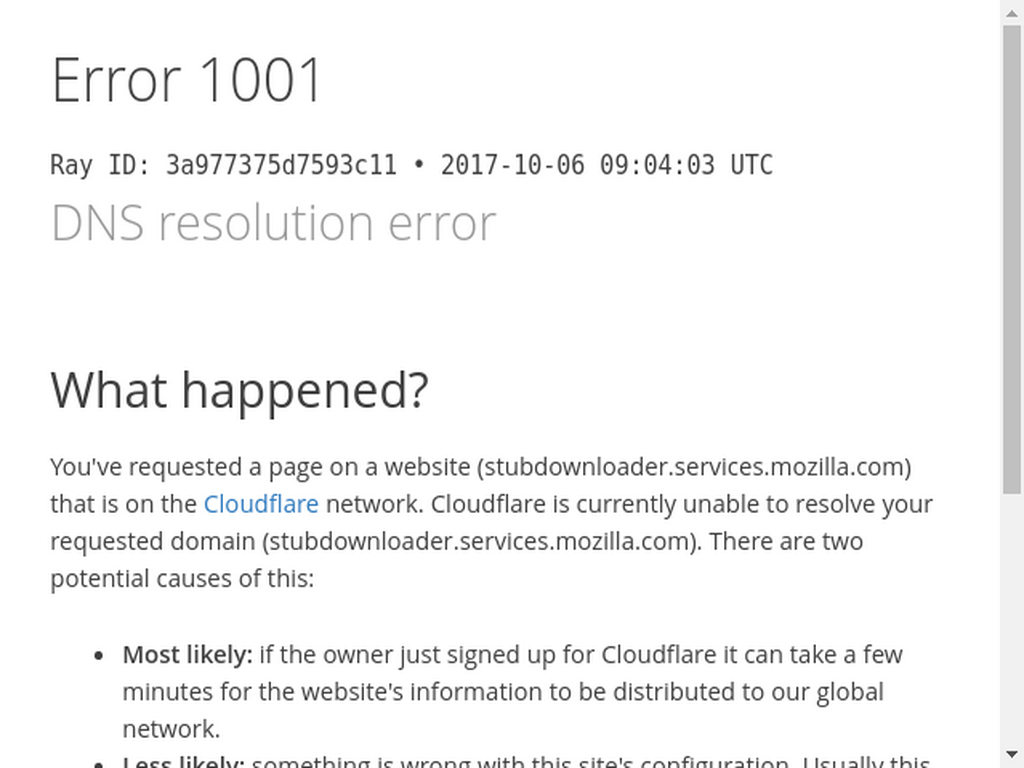 Error 1001
Ray ID: 3a977375d7593c11 • 2017-10-06 09:04:03 UTC
DNS resolution error
What happened?
You've requested a page on a website (stubdownloader.services.mozilla.com)
that is on the Cloudflare network. Cloudflare is currently unable to resolve your
requested domain (stubdownloader.services.mozilla.com). There are two
potential causes of this:
• Most likely: if the owner just signed up for Cloudflare it can take a few
minutes for the website's information to be distributed to our global
network.
• Less likely: something is wrong with this site's configuration. Usually this